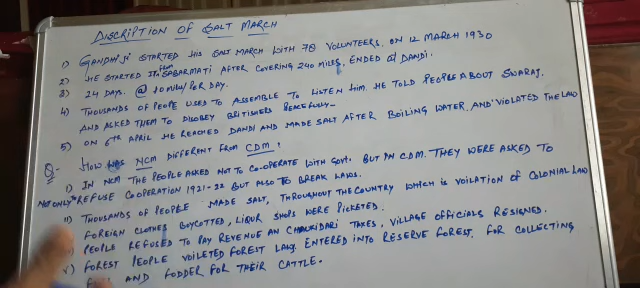 DISCRIPTION OF SALT MARCH
1) GANDHI Ji STARTED HIS SALT MARCH WITH 78 VOLUNTEERS. ON 12 MARCH 1930
2) HE STARTED IT from SABARMATI AFTER COVERING 240 MILES, ENDED at DANDI.
3) 24 DAYS. @ 10 MILES/PER DAY.
4) THOUSANDS OF PEOPLE USED TO ASSEMBLE TO LISTEN HIM. HE TOLD PEOPLE ABOUT SWARAJ.
AND ASKED THEM TO DISOBEY BRITISHERS PEACEFULLY
5) ON 6th APRIL HE REACHED DANDI AND MADE SALT AFTER BOILING WATER. AND VIOLATED THE LAW
Q- HOW WAS NCM DIFFERENT FROM CDM?
1) IN NCM THE PEOPLE ASKED NOT TO CO-OPERATE WITH Govt. BUT IN CDM. THEY WERE ASKED TO
NOT ONLY REFUSE COOPERATION 1921-22 BUT ALSO TO BREAK LAWS.
II) THOUSANDS OF PEOPLE MADE SALT, THROUGHOUT THE COUNTRY WHICH is VOILATION OF COLONIAL LAW
FOREIGN CLOTHES BOYCOTTED, LIQUR SHOPS WERE PICKETED.
PEOPLE REFUSED TO PAY REVENUE AN CHAUKIDARI TAXES, VILLAGE OFFICIALS RESIGNED.
V) FOREST PEOPLE VOILETED FOREST LAW. ENTERED INTO RESERVE FOREST. FOR COLLECTING
AND FODDER FOR THEIR CATTLE.